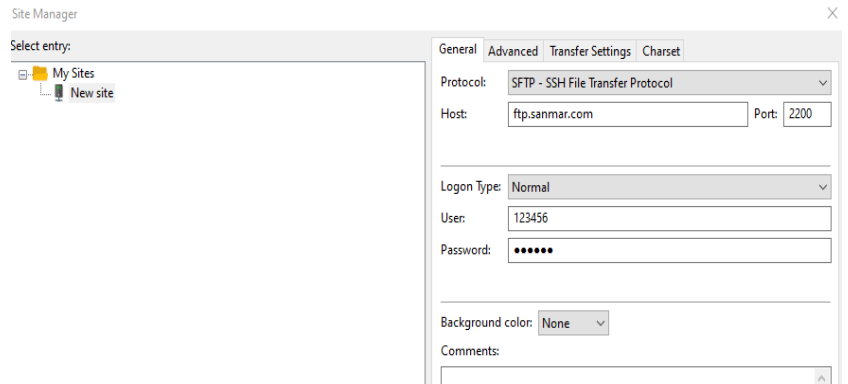 Site Manager
Select entry:
My Sites
New site
General Advanced Transfer Settings Charset
Protocol: SFTP - SSH File Transfer Protocol
Host: ftp.sanmar.com Port: 2200
Logon Type: Normal
User: 123456
Password: ••••••
Background color: None
Comments: